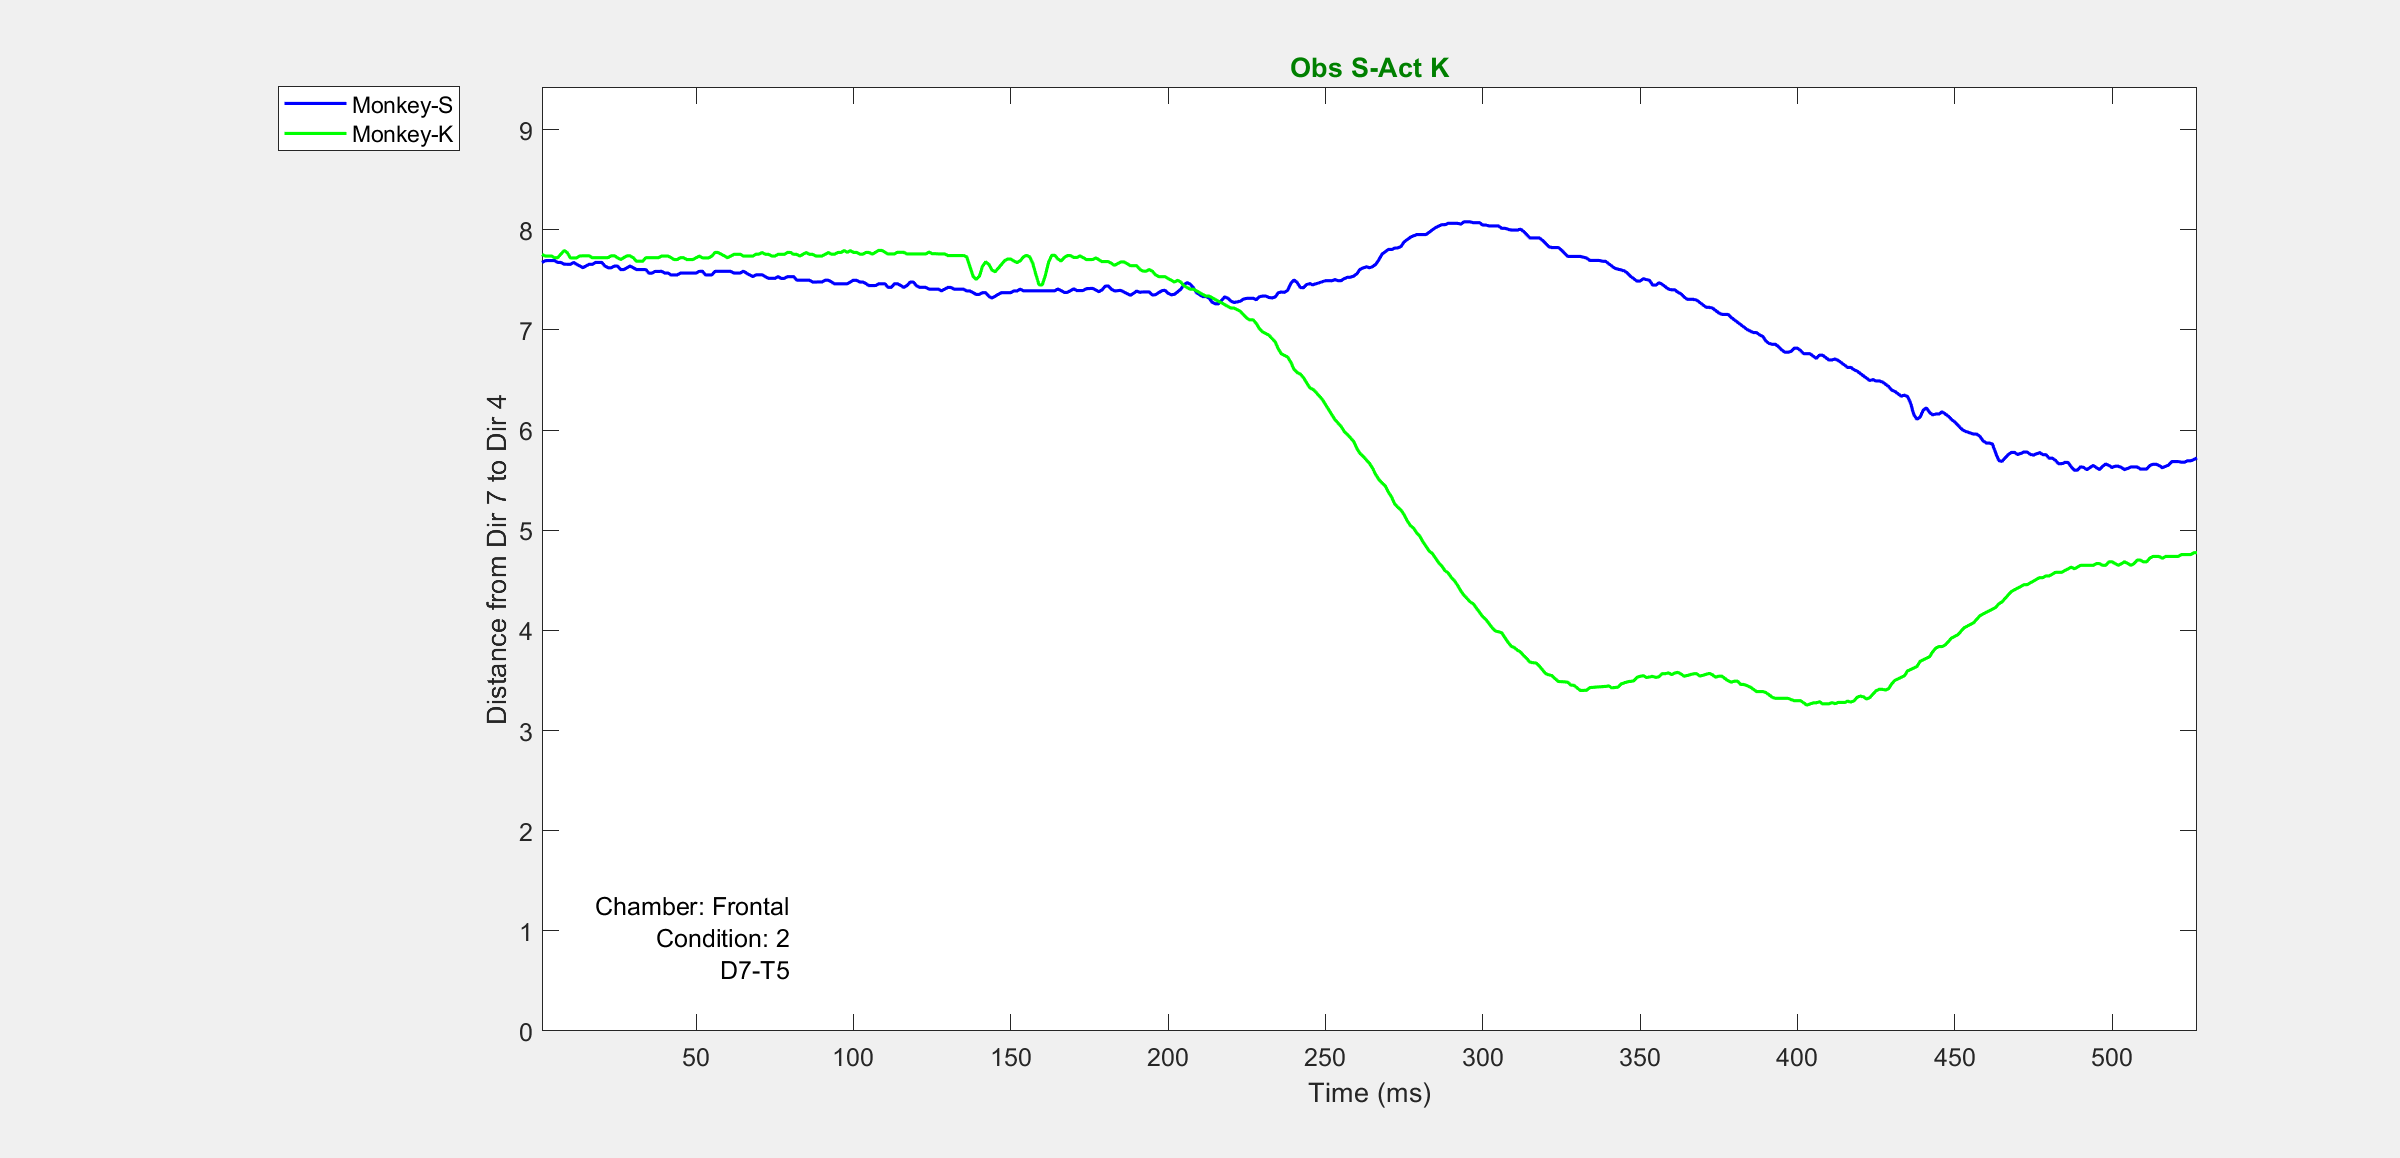 Obs S-Act K
Monkey-S
Monkey-K
Distance from Dir 7 to Dir 4
9
8
7
6
5
4
3
2
1
0
Chamber: Frontal
Condition: 2
D7-T5
50 100 150 200 250 300 350 400 450 500
Time (ms)